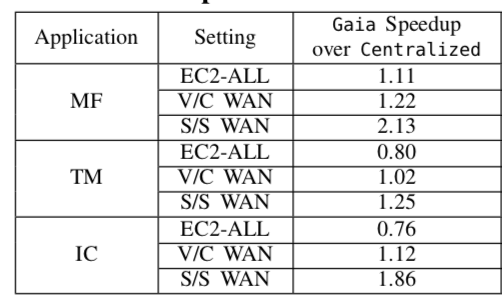 Application Setting Gaia Speedup
over Centralized
MF EC2-ALL 1.11
V/C WAN 1.22
S/S WAN 2.13
TM EC2-ALL 0.80
V/C WAN 1.02
S/S WAN 1.25
IC EC2-ALL 0.76
V/C WAN 1.12
S/S WAN 1.86